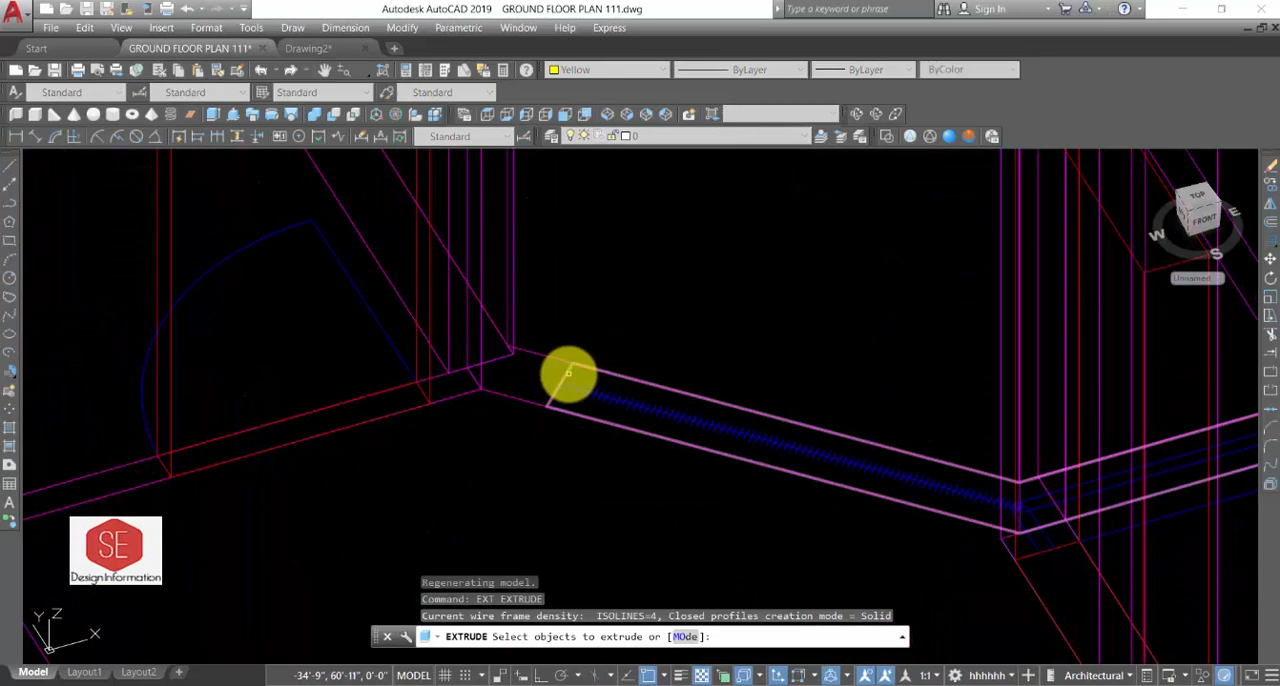 Autodesk AutoCAD 2019 GROUND FLOOR PLAN 111.dwg
Type a keyword or phrase
Sign In
File Edit View Insert Format Tools Draw Dimension Modify Parametric Window Help Express
Start GROUND FLOOR PLAN 111* Drawing2*
Yellow ByLayer ByLayer ByColor
Standard Standard Standard Standard
Standard 0
TOP
FRONT
W E S
Unnamed
SE
Design Information
Regenerating model.
Command: EXT EXTRUDE
Current wire frame density: ISOLINES=4, Closed profiles creation mode = Solid
EXTRUDE Select objects to extrude or [MOde]:
Y Z X
Model Layout1 Layout2 +
-34'-9", 60'-11", 0'-0" MODEL 1:1 hhhhhh Architectural